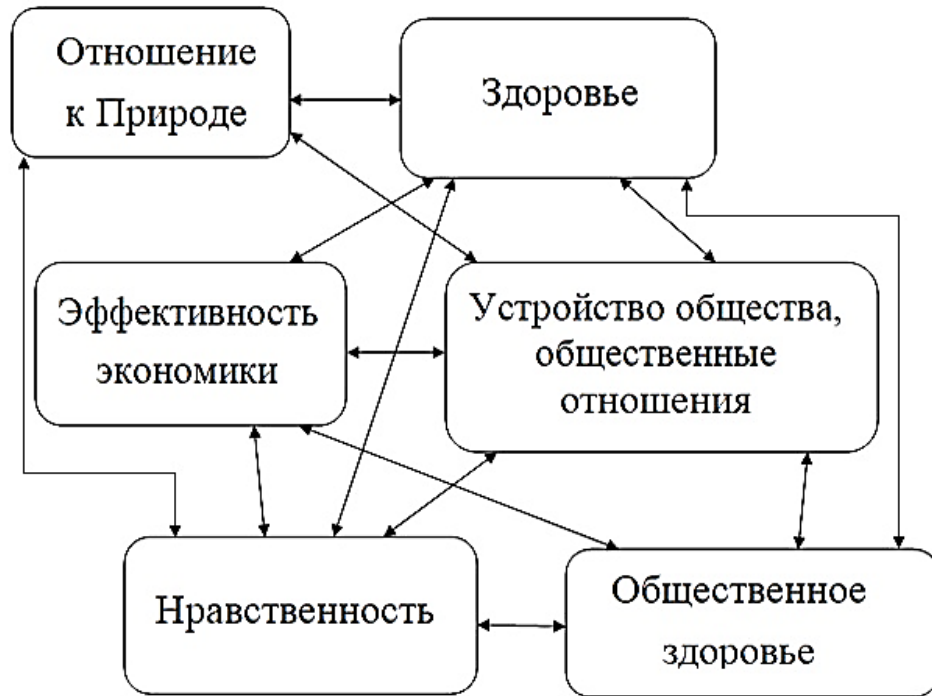 Отношение
к Природе
Здоровье
Эффективность
экономики
Устройство общества,
общественные
отношения
Нравственность
Общественное
здоровье